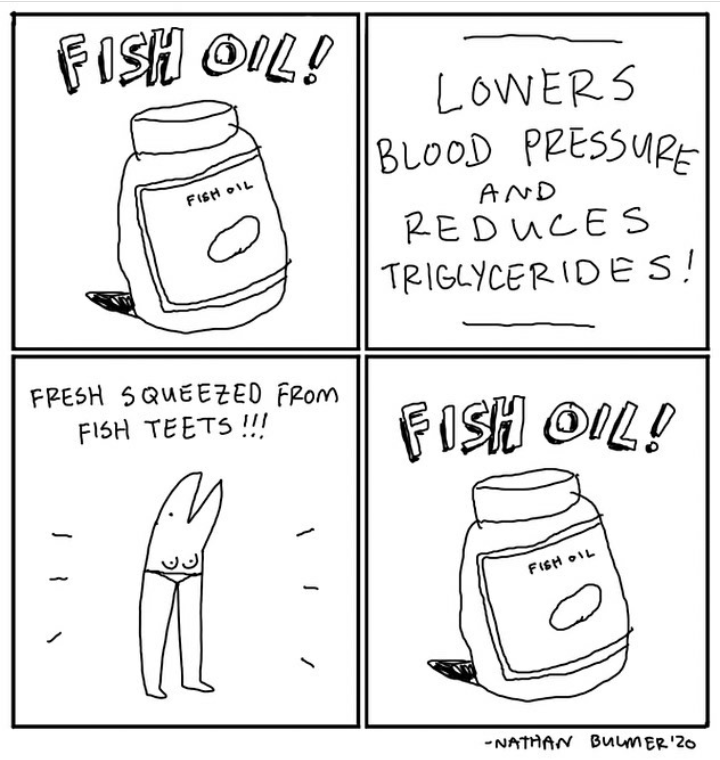 FISH OIL!
FISH OIL
LOWERS
BLOOD PRESSURE
AND
REDUCES
TRIGLYCERIDES!
FRESH SQUEEZED FROM
FISH TEETS!!!
FISH OIL!
FISH OIL
-NATHAN BULMER '20